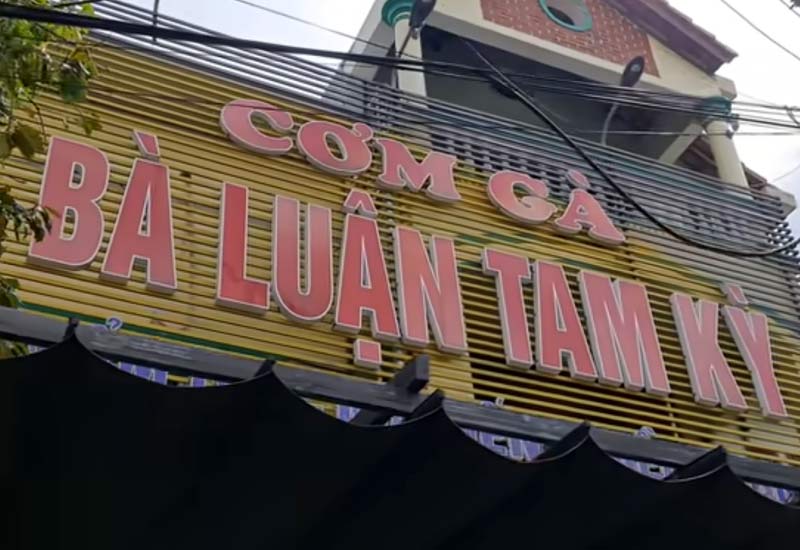 CƠM GÀ
BÀ LUẬN TAM KỲ